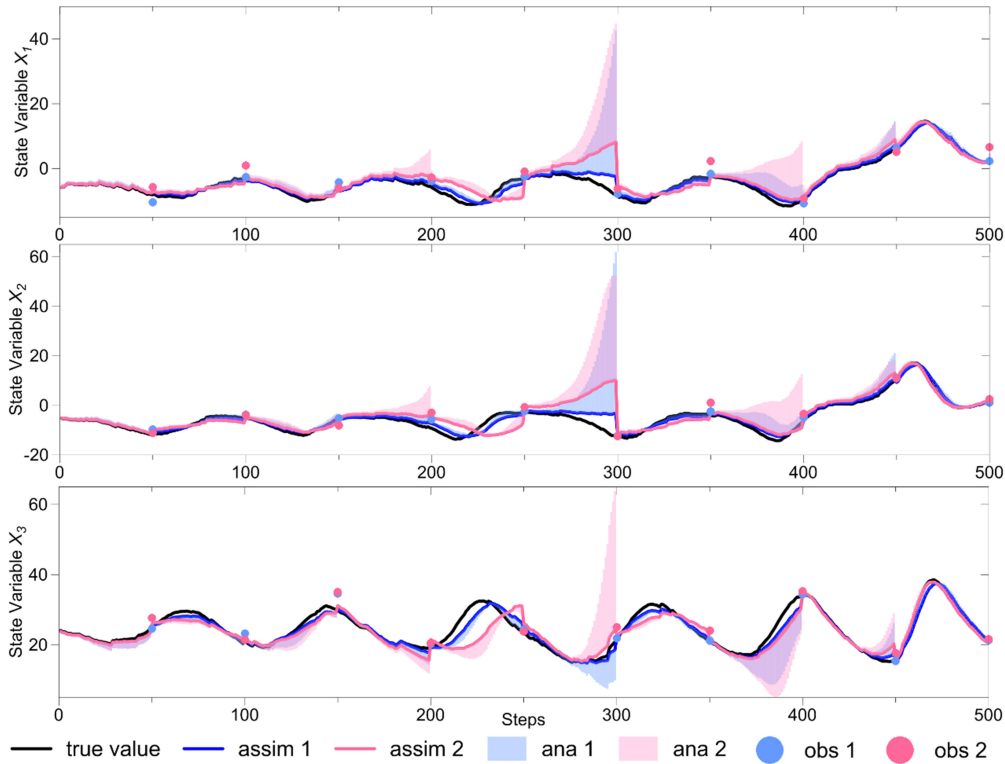 State Variable X1
40
20
0
0 100 200 300 400 500
State Variable X2
60
40
20
0
-20
0 100 200 300 400 500
State Variable X3
60
40
20
0 100 200 300 400 500
Steps
true value assim 1 assim 2 ana 1 ana 2 obs 1 obs 2